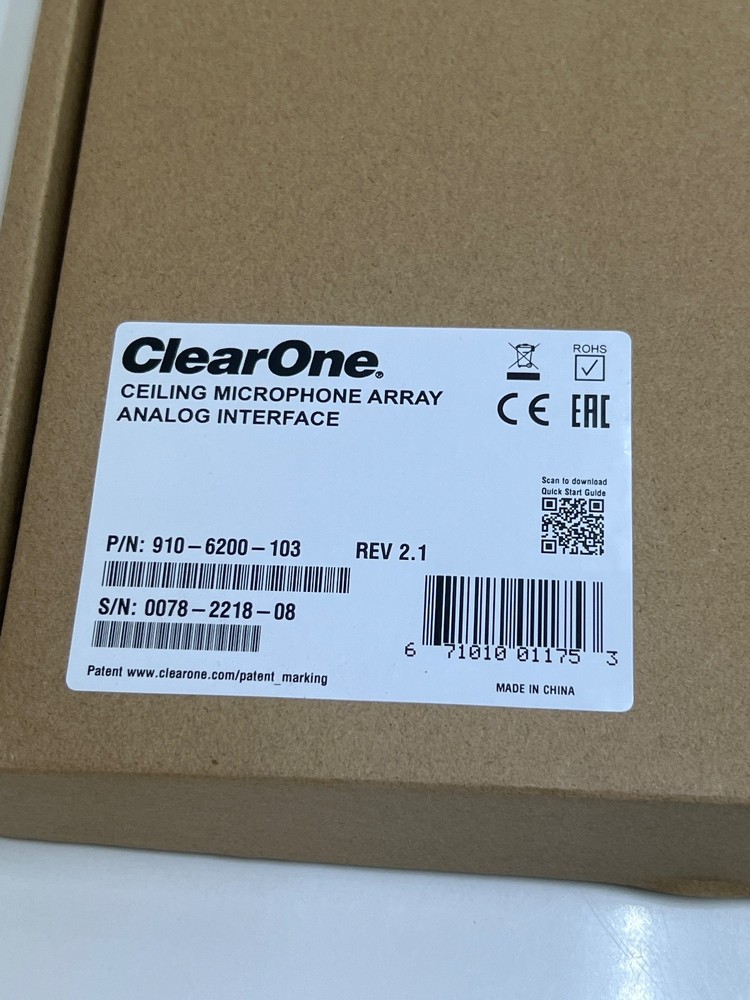 ClearOne®
CEILING MICROPHONE ARRAY
ANALOG INTERFACE
ROHS
CE EAC
Scan to download
Quick Start Guide
P/N: 910-6200-103
REV 2.1
S/N: 0078-2218-08
6 71010 01175 3
Patent www.clearone.com/patent_marking
MADE IN CHINA